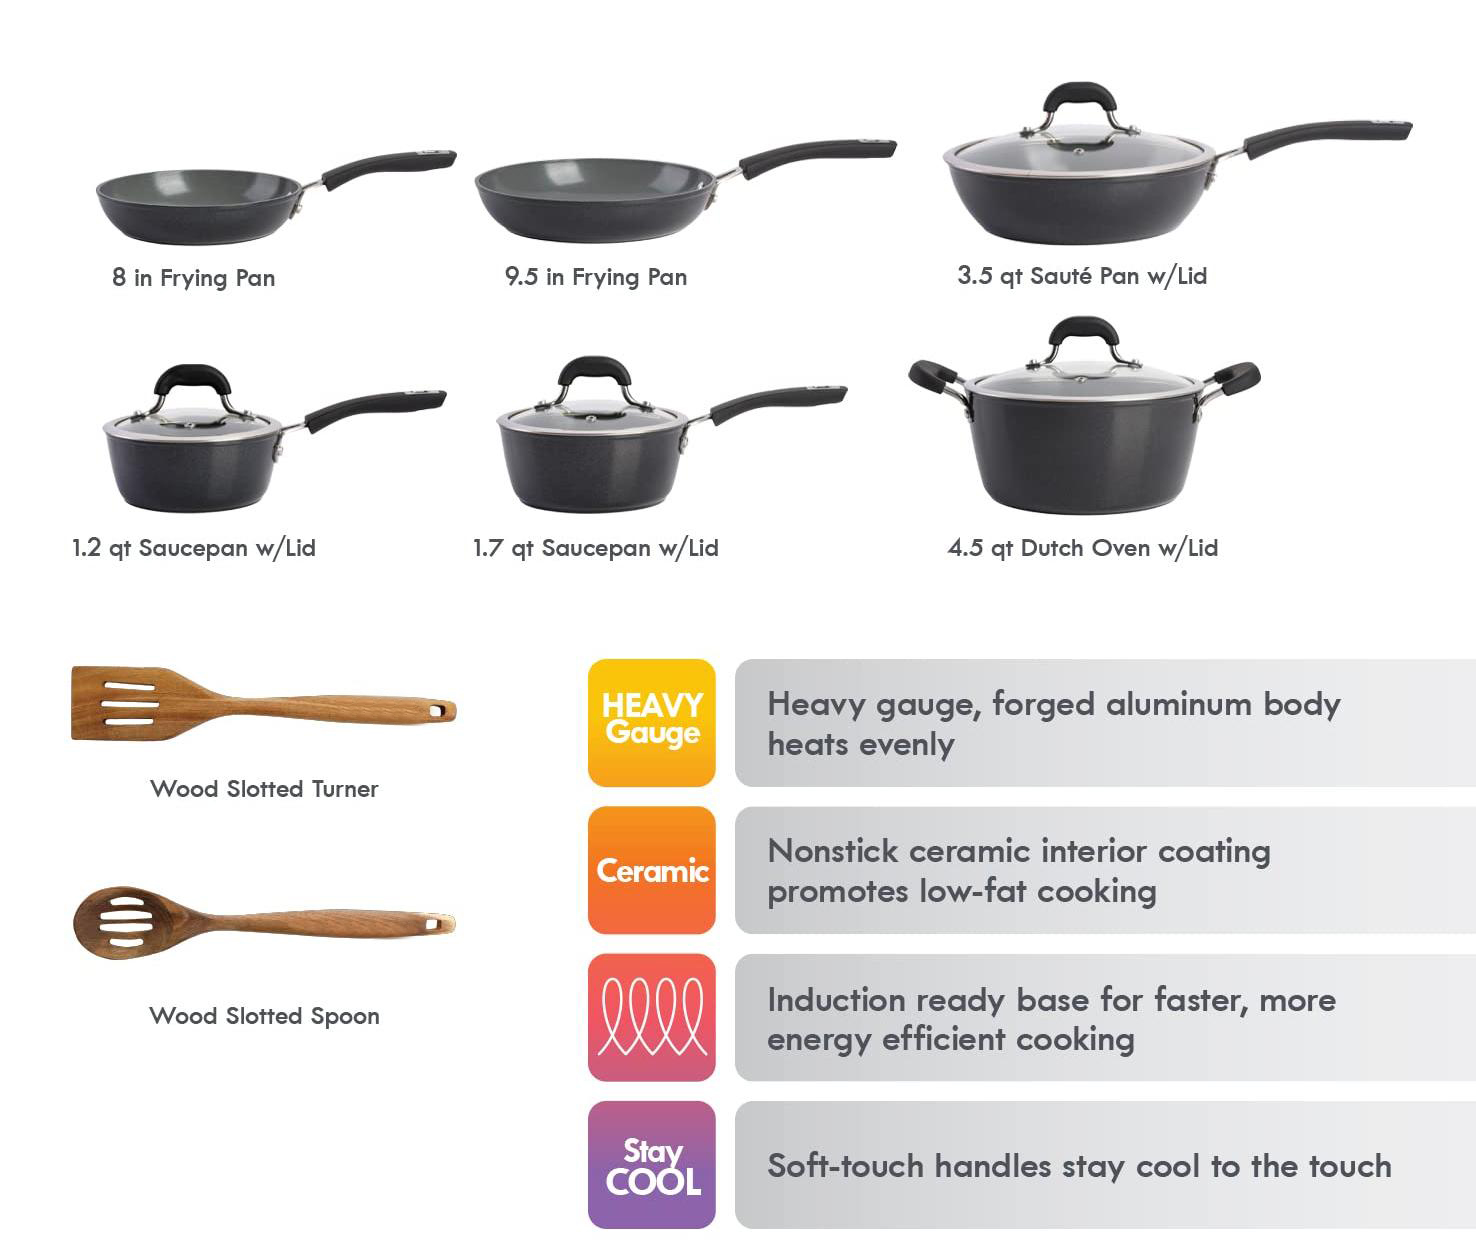 8 in Frying Pan
9.5 in Frying Pan
3.5 qt Sauté Pan w/Lid
1.2 qt Saucepan w/Lid
1.7 qt Saucepan w/Lid
4.5 qt Dutch Oven w/Lid
Wood Slotted Turner
Wood Slotted Spoon
HEAVY
Gauge
Heavy gauge, forged aluminum body
heats evenly
Ceramic
Nonstick ceramic interior coating
promotes low-fat cooking
Induction ready base for faster, more
energy efficient cooking
Stay
COOL
Soft-touch handles stay cool to the touch